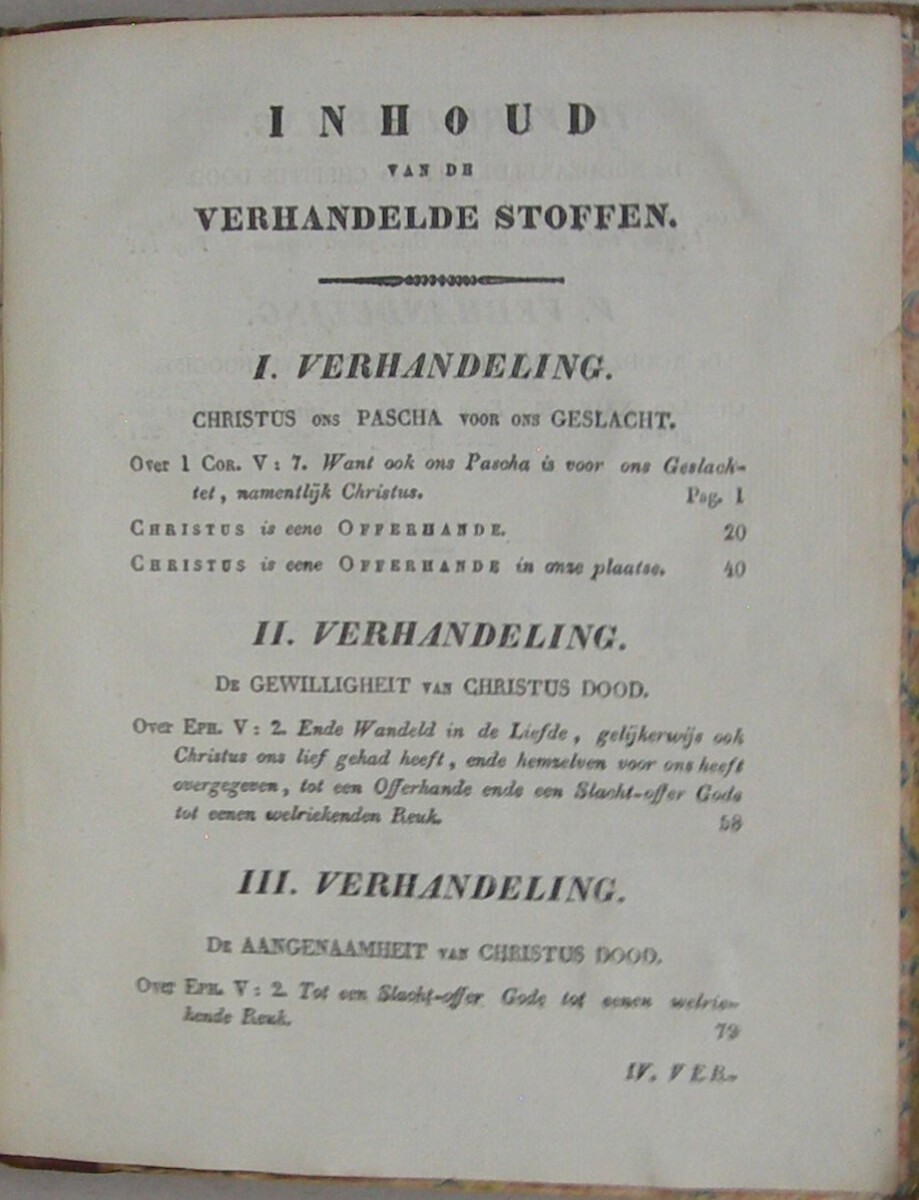 INHOUD
VAN DE
VERHANDELDE STOFFEN.
I. VERHANDELING.
CHRISTUS ONS PASCHA VOOR ONS GESLACHT.
Over 1 COR. V: 7. Want ook ons Pascha is voor ons Geslach-
tet, namentlijk Christus. Pag. 1
CHRISTUS is eene OFFERHANDE. 20
CHRISTUS is eene OFFERHANDE in onze plaatse. 40
II. VERHANDELING.
DE GEWILLIGHEIT VAN CHRISTUS DOOD.
Over EPH. V: 2. Ende Wandeld in de Liefde, gelijkerwijs ook
Christus ons lief gehad heeft, ende hemzelven voor ons heeft
overgegeven, tot een Offerhande ende een Slacht-offer Gode
tot eenen welriekenden Reuk. 58
III. VERHANDELING.
DE AANGENAAMHEIT VAN CHRISTUS DOOD.
Over EPH. V: 2. Tot een Slacht-offer Gode tot eenen welrie-
kende Reuk. 79
IV. VER-